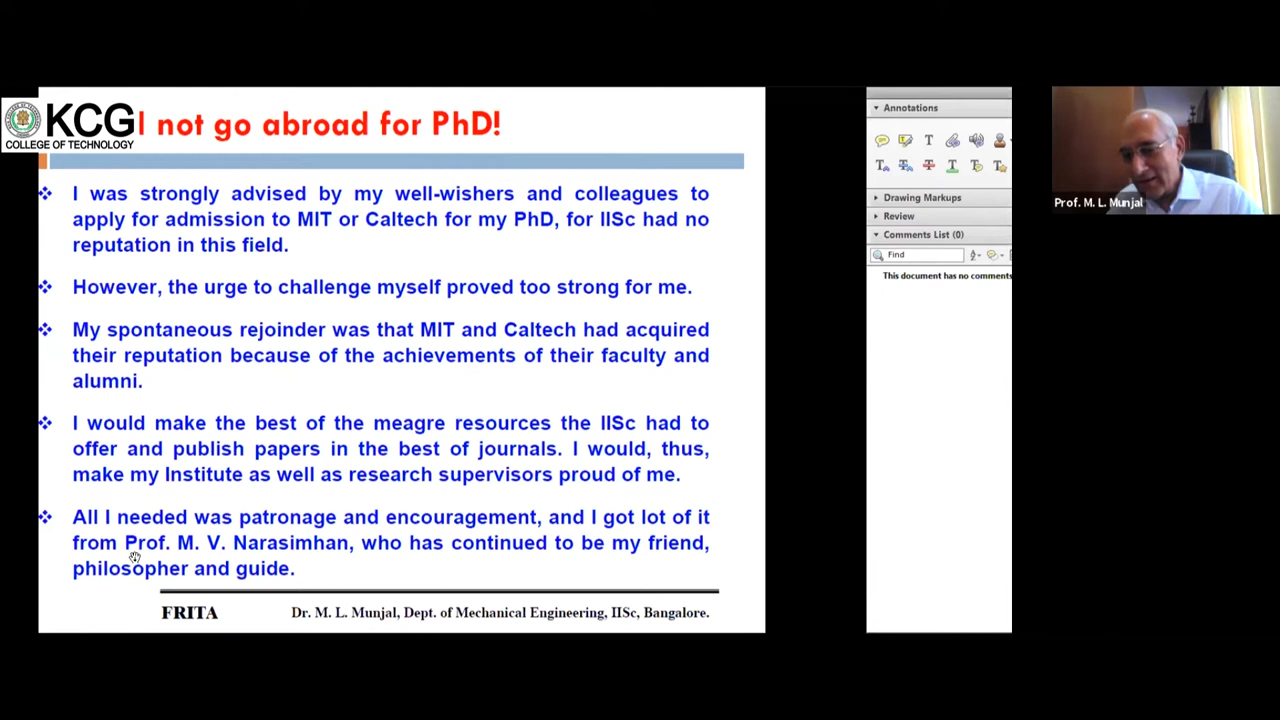 KCG
COLLEGE OF TECHNOLOGY
I not go abroad for PhD!
I was strongly advised by my well-wishers and colleagues to
apply for admission to MIT or Caltech for my PhD, for IISc had no
reputation in this field.
However, the urge to challenge myself proved too strong for me.
My spontaneous rejoinder was that MIT and Caltech had acquired
their reputation because of the achievements of their faculty and
alumni.
I would make the best of the meagre resources the IISc had to
offer and publish papers in the best of journals. I would, thus,
make my Institute as well as research supervisors proud of me.
All I needed was patronage and encouragement, and I got lot of it
from Prof. M. V. Narasimhan, who has continued to be my friend,
philosopher and guide.
FRITA Dr. M. L. Munjal, Dept. of Mechanical Engineering, IISc, Bangalore.
Annotations
Drawing Markups
Review
Comments List (0)
Find
This document has no comments
Prof. M. L. Munjal